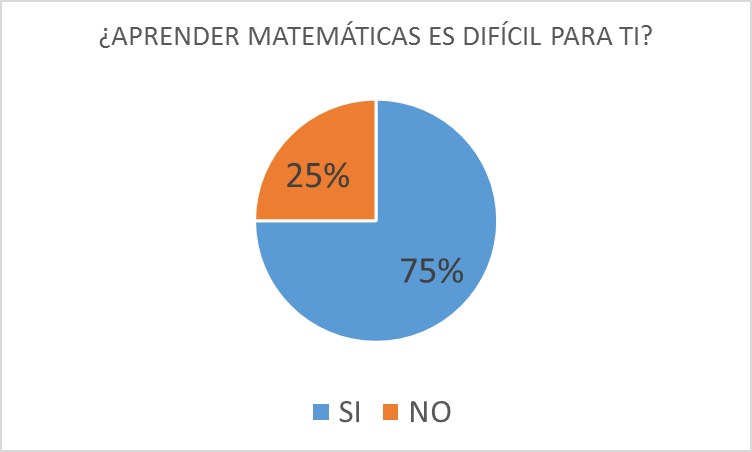 ¿APRENDER MATEMÁTICAS ES DIFÍCIL PARA TI?
25%
75%
SI NO